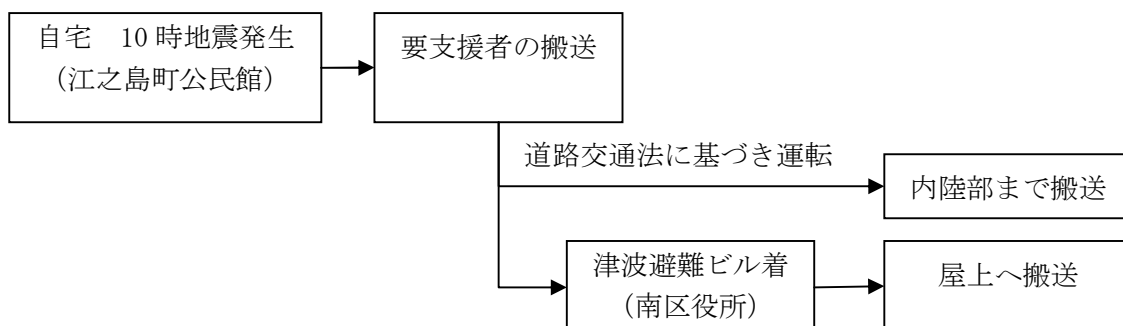 自宅　10 時地震発生
（江之島町公民館）
要支援者の搬送
道路交通法に基づき運転
内陸部まで搬送
津波避難ビル着
（南区役所）
屋上へ搬送